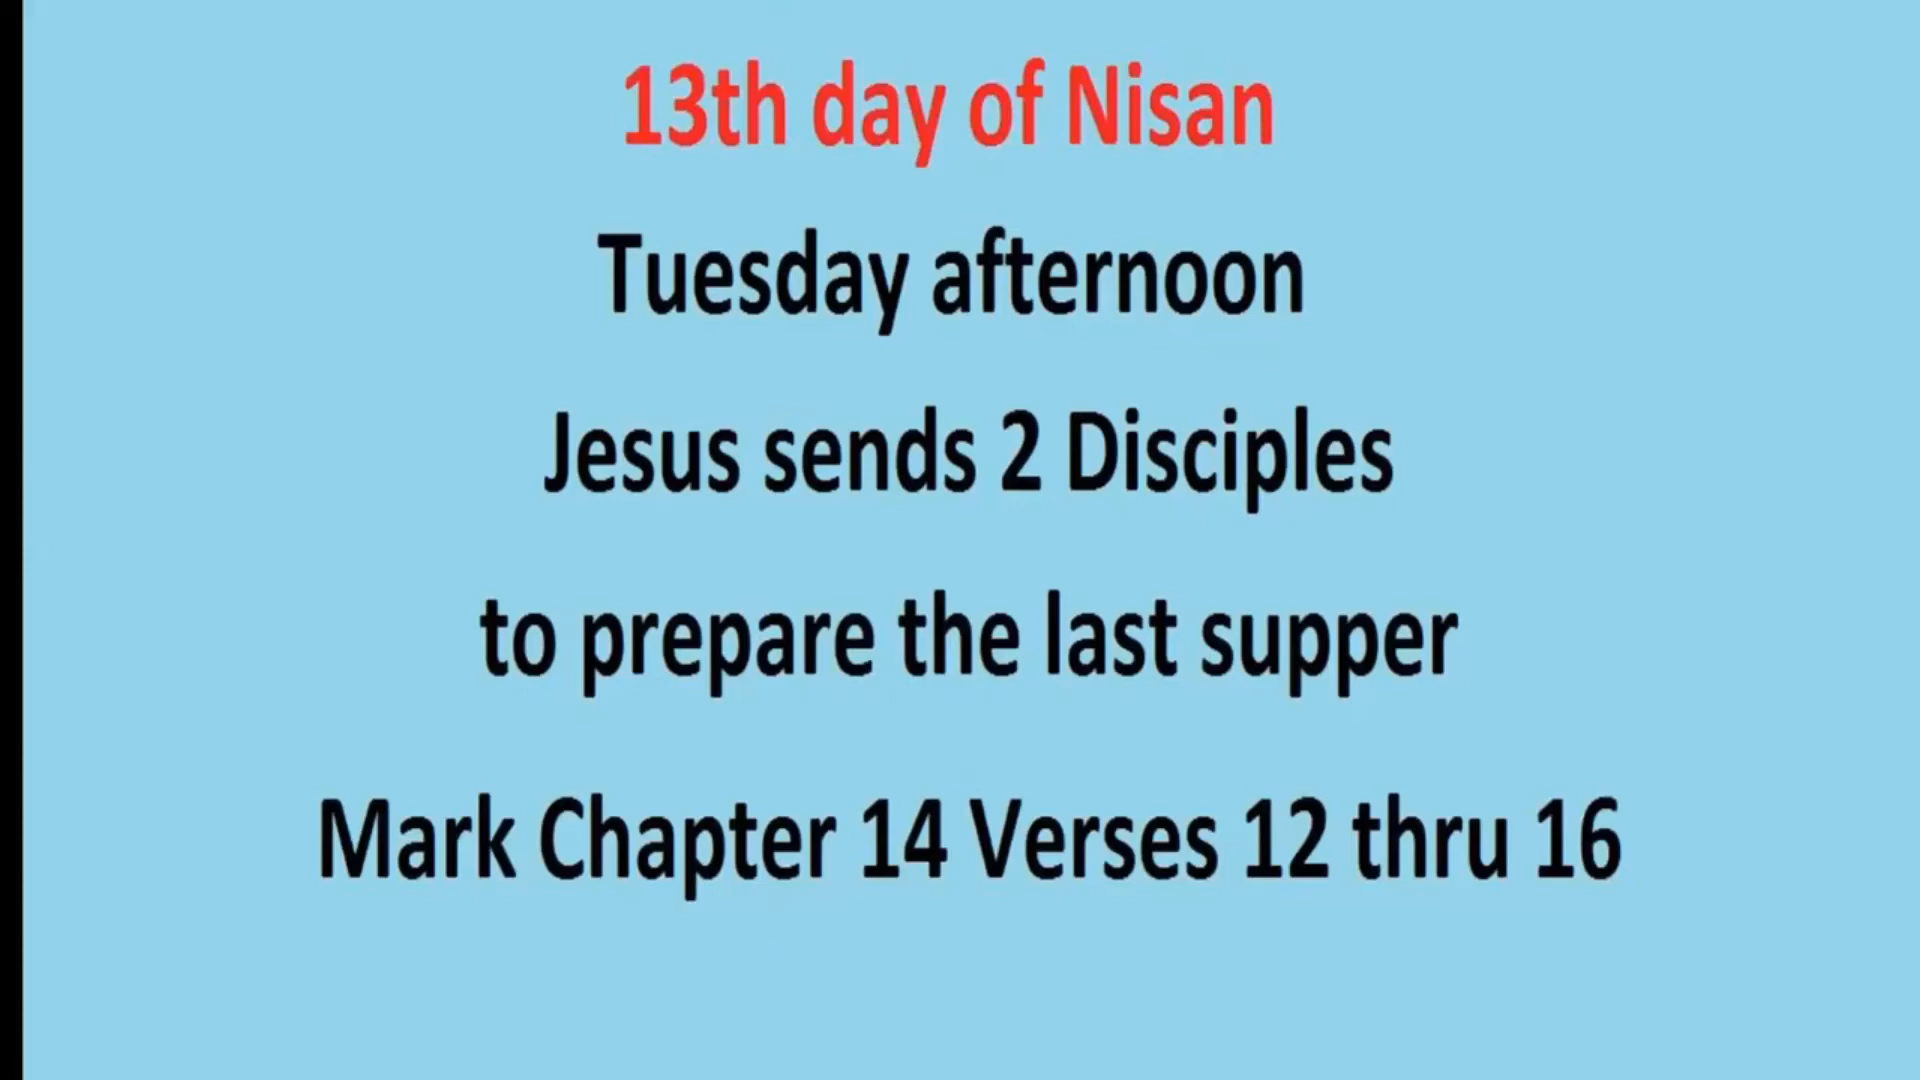 13th day of Nisan
Tuesday afternoon
Jesus sends 2 Disciples
to prepare the last supper
Mark Chapter 14 Verses 12 thru 16